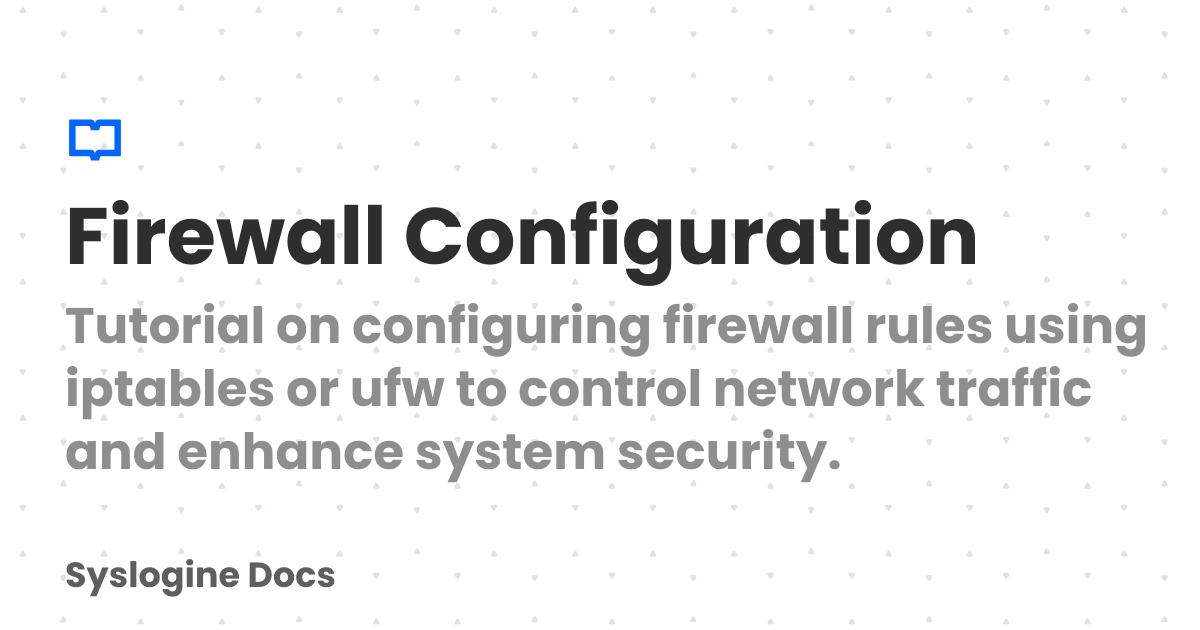 Firewall Configuration
Tutorial on configuring firewall rules using
iptables or ufw to control network traffic
and enhance system security.
Syslogine Docs